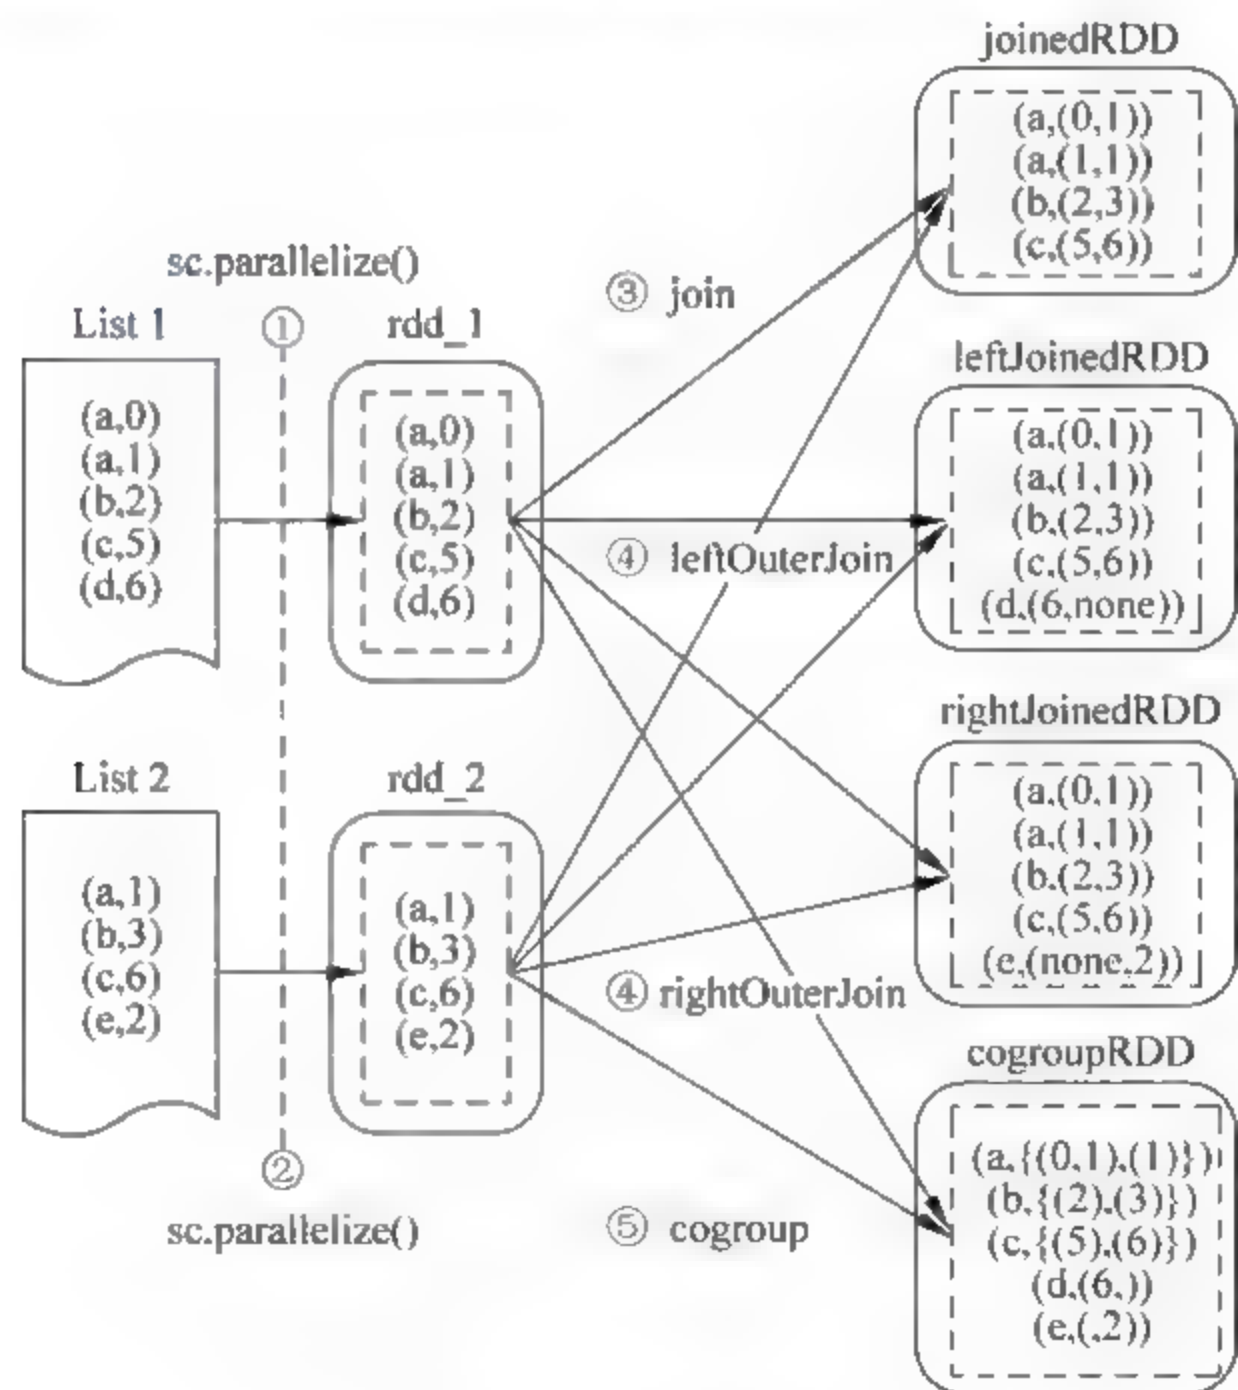 sc.parallelize()
①
List 1
(a,0)
(a,1)
(b,2)
(c,5)
(d,6)
rdd_1
(a,0)
(a,1)
(b,2)
(c,5)
(d,6)
List 2
(a,1)
(b,3)
(c,6)
(e,2)
rdd_2
(a,1)
(b,3)
(c,6)
(e,2)
②
sc.parallelize()
③ join
④ leftOuterJoin
④ rightOuterJoin
⑤ cogroup
joinedRDD
(a,(0,1))
(a,(1,1))
(b,(2,3))
(c,(5,6))
leftJoinedRDD
(a,(0,1))
(a,(1,1))
(b,(2,3))
(c,(5,6))
(d,(6,none))
rightJoinedRDD
(a,(0,1))
(a,(1,1))
(b,(2,3))
(c,(5,6))
(e,(none,2))
cogroupRDD
(a,{(0,1),(1)})
(b,{(2),(3)})
(c,{(5),(6)})
(d,(6,))
(e,(,2))